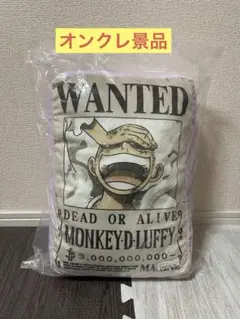 オンクレ景品
WANTED
DEAD OR ALIVE
MONKEY·D·LUFFY
3,000,000,000-